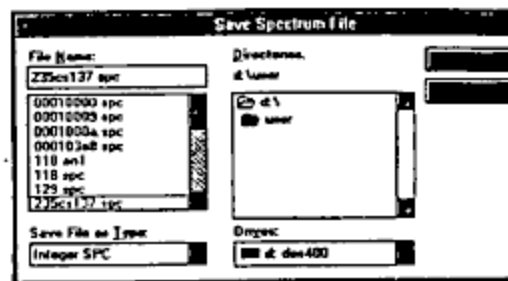 Save Spectrum File
File Name:
235cs137 spc
00010000 spc
00010009 spc
0001000a spc
000103e8 spc
118 an1
118 spc
129 spc
235cs137 spc
Save File as Type:
Integer SPC
Directories.
d:\user
d:\
user
Drives:
d: dos400